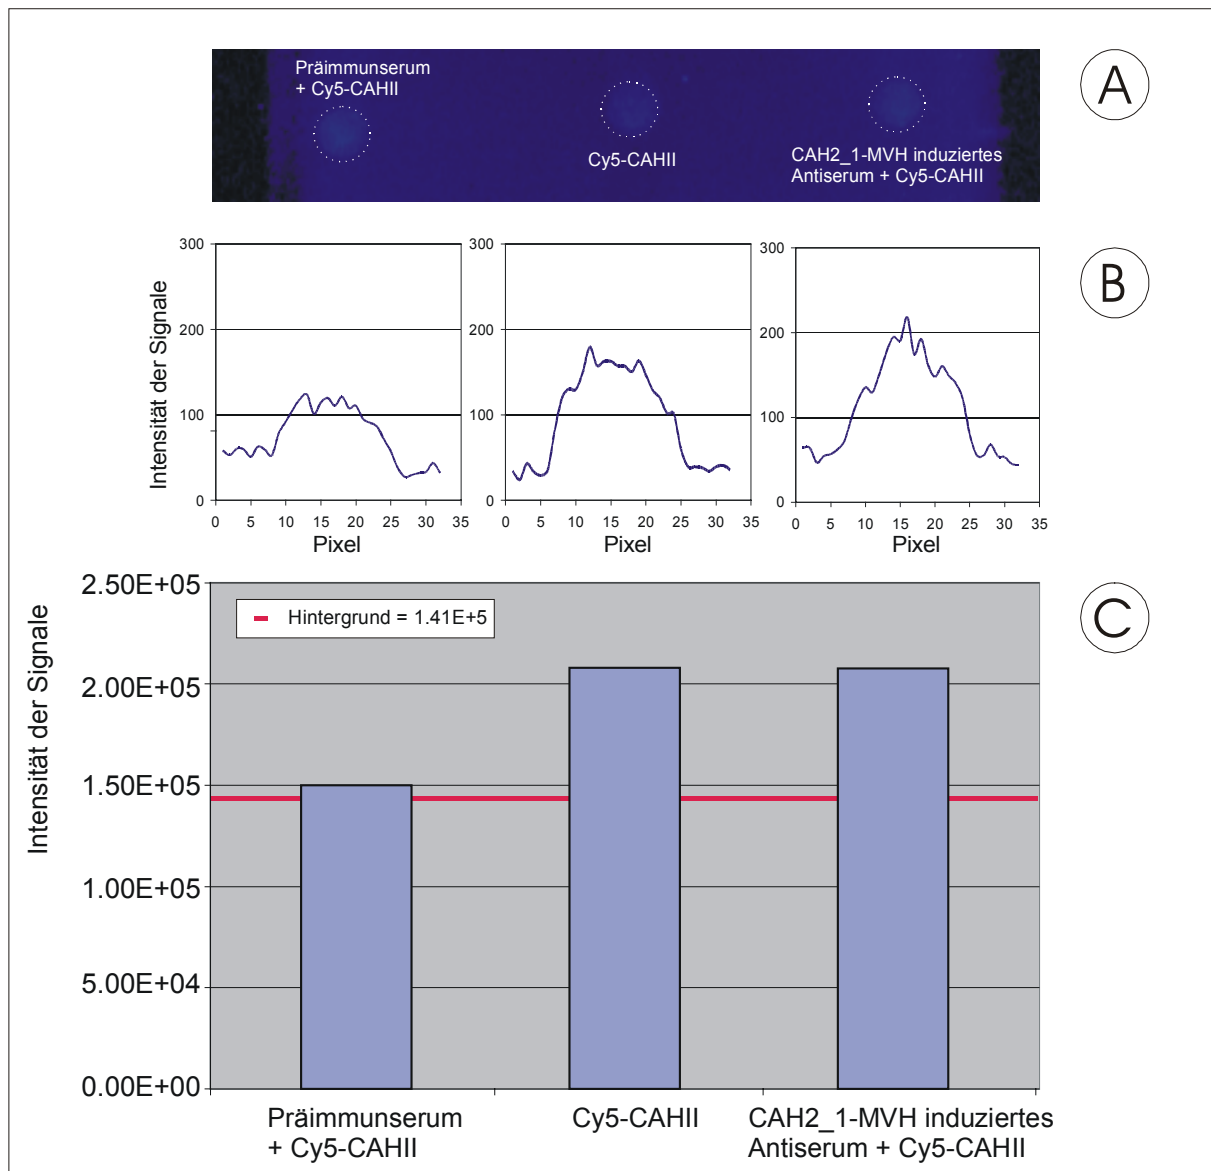 Präimmunserum
+ Cy5-CAHII
Cy5-CAHII
CAH2_1-MVH induziertes
Antiserum + Cy5-CAHII
A
Intensität der Signale
300
200
100
0
0 5 10 15 20 25 30 35
Pixel
300
200
100
0
0 5 10 15 20 25 30 35
Pixel
300
200
100
0
0 5 10 15 20 25 30 35
Pixel
B
Intensität der Signale
2.50E+05
2.00E+05
1.50E+05
1.00E+05
5.00E+04
0.00E+00
Hintergrund = 1.41E+5
C
Präimmunserum
+ Cy5-CAHII
Cy5-CAHII
CAH2_1-MVH induziertes
Antiserum + Cy5-CAHII